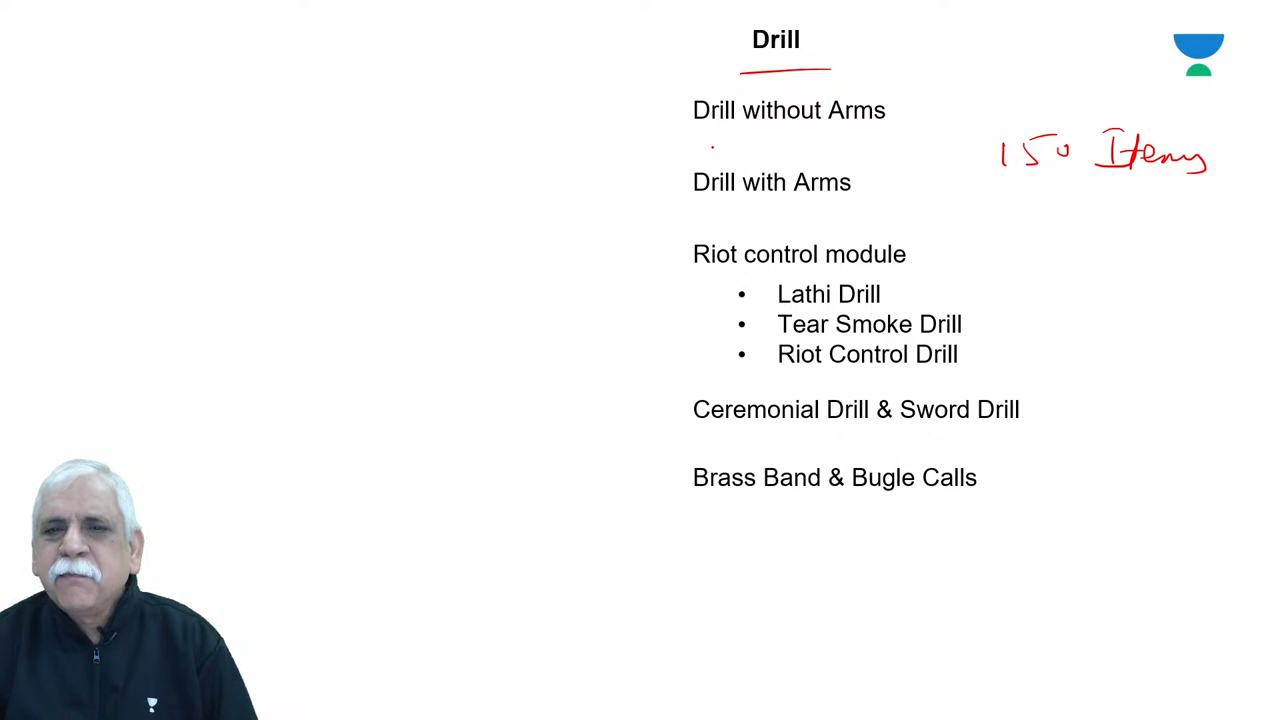 Drill
Drill without Arms
150 Items
Drill with Arms
Riot control module
• Lathi Drill
• Tear Smoke Drill
• Riot Control Drill
Ceremonial Drill & Sword Drill
Brass Band & Bugle Calls